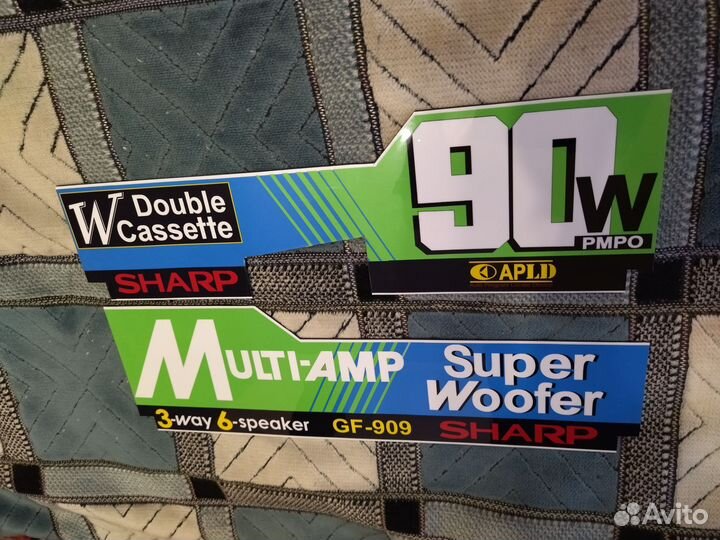 W Double
Cassette
SHARP
90W
PMPO
APLD
MULTI-AMP
Super
Woofer
3-way 6-speaker GF-909 SHARP
Avito